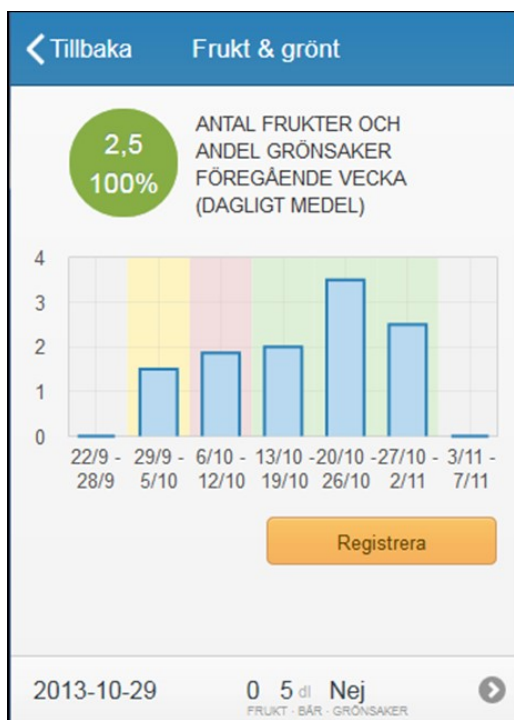 Tillbaka Frukt & grönt
2,5
100%
ANTAL FRUKTER OCH
ANDEL GRÖNSAKER
FÖREGÅENDE VECKA
(DAGLIGT MEDEL)
4
3
2
1
0
22/9 - 29/9 - 6/10 - 13/10 - 20/10 - 27/10 - 3/11 -
28/9 5/10 12/10 19/10 26/10 2/11 7/11
Registrera
2013-10-29 0 5 dl Nej
FRUKT · BÄR · GRÖNSAKER